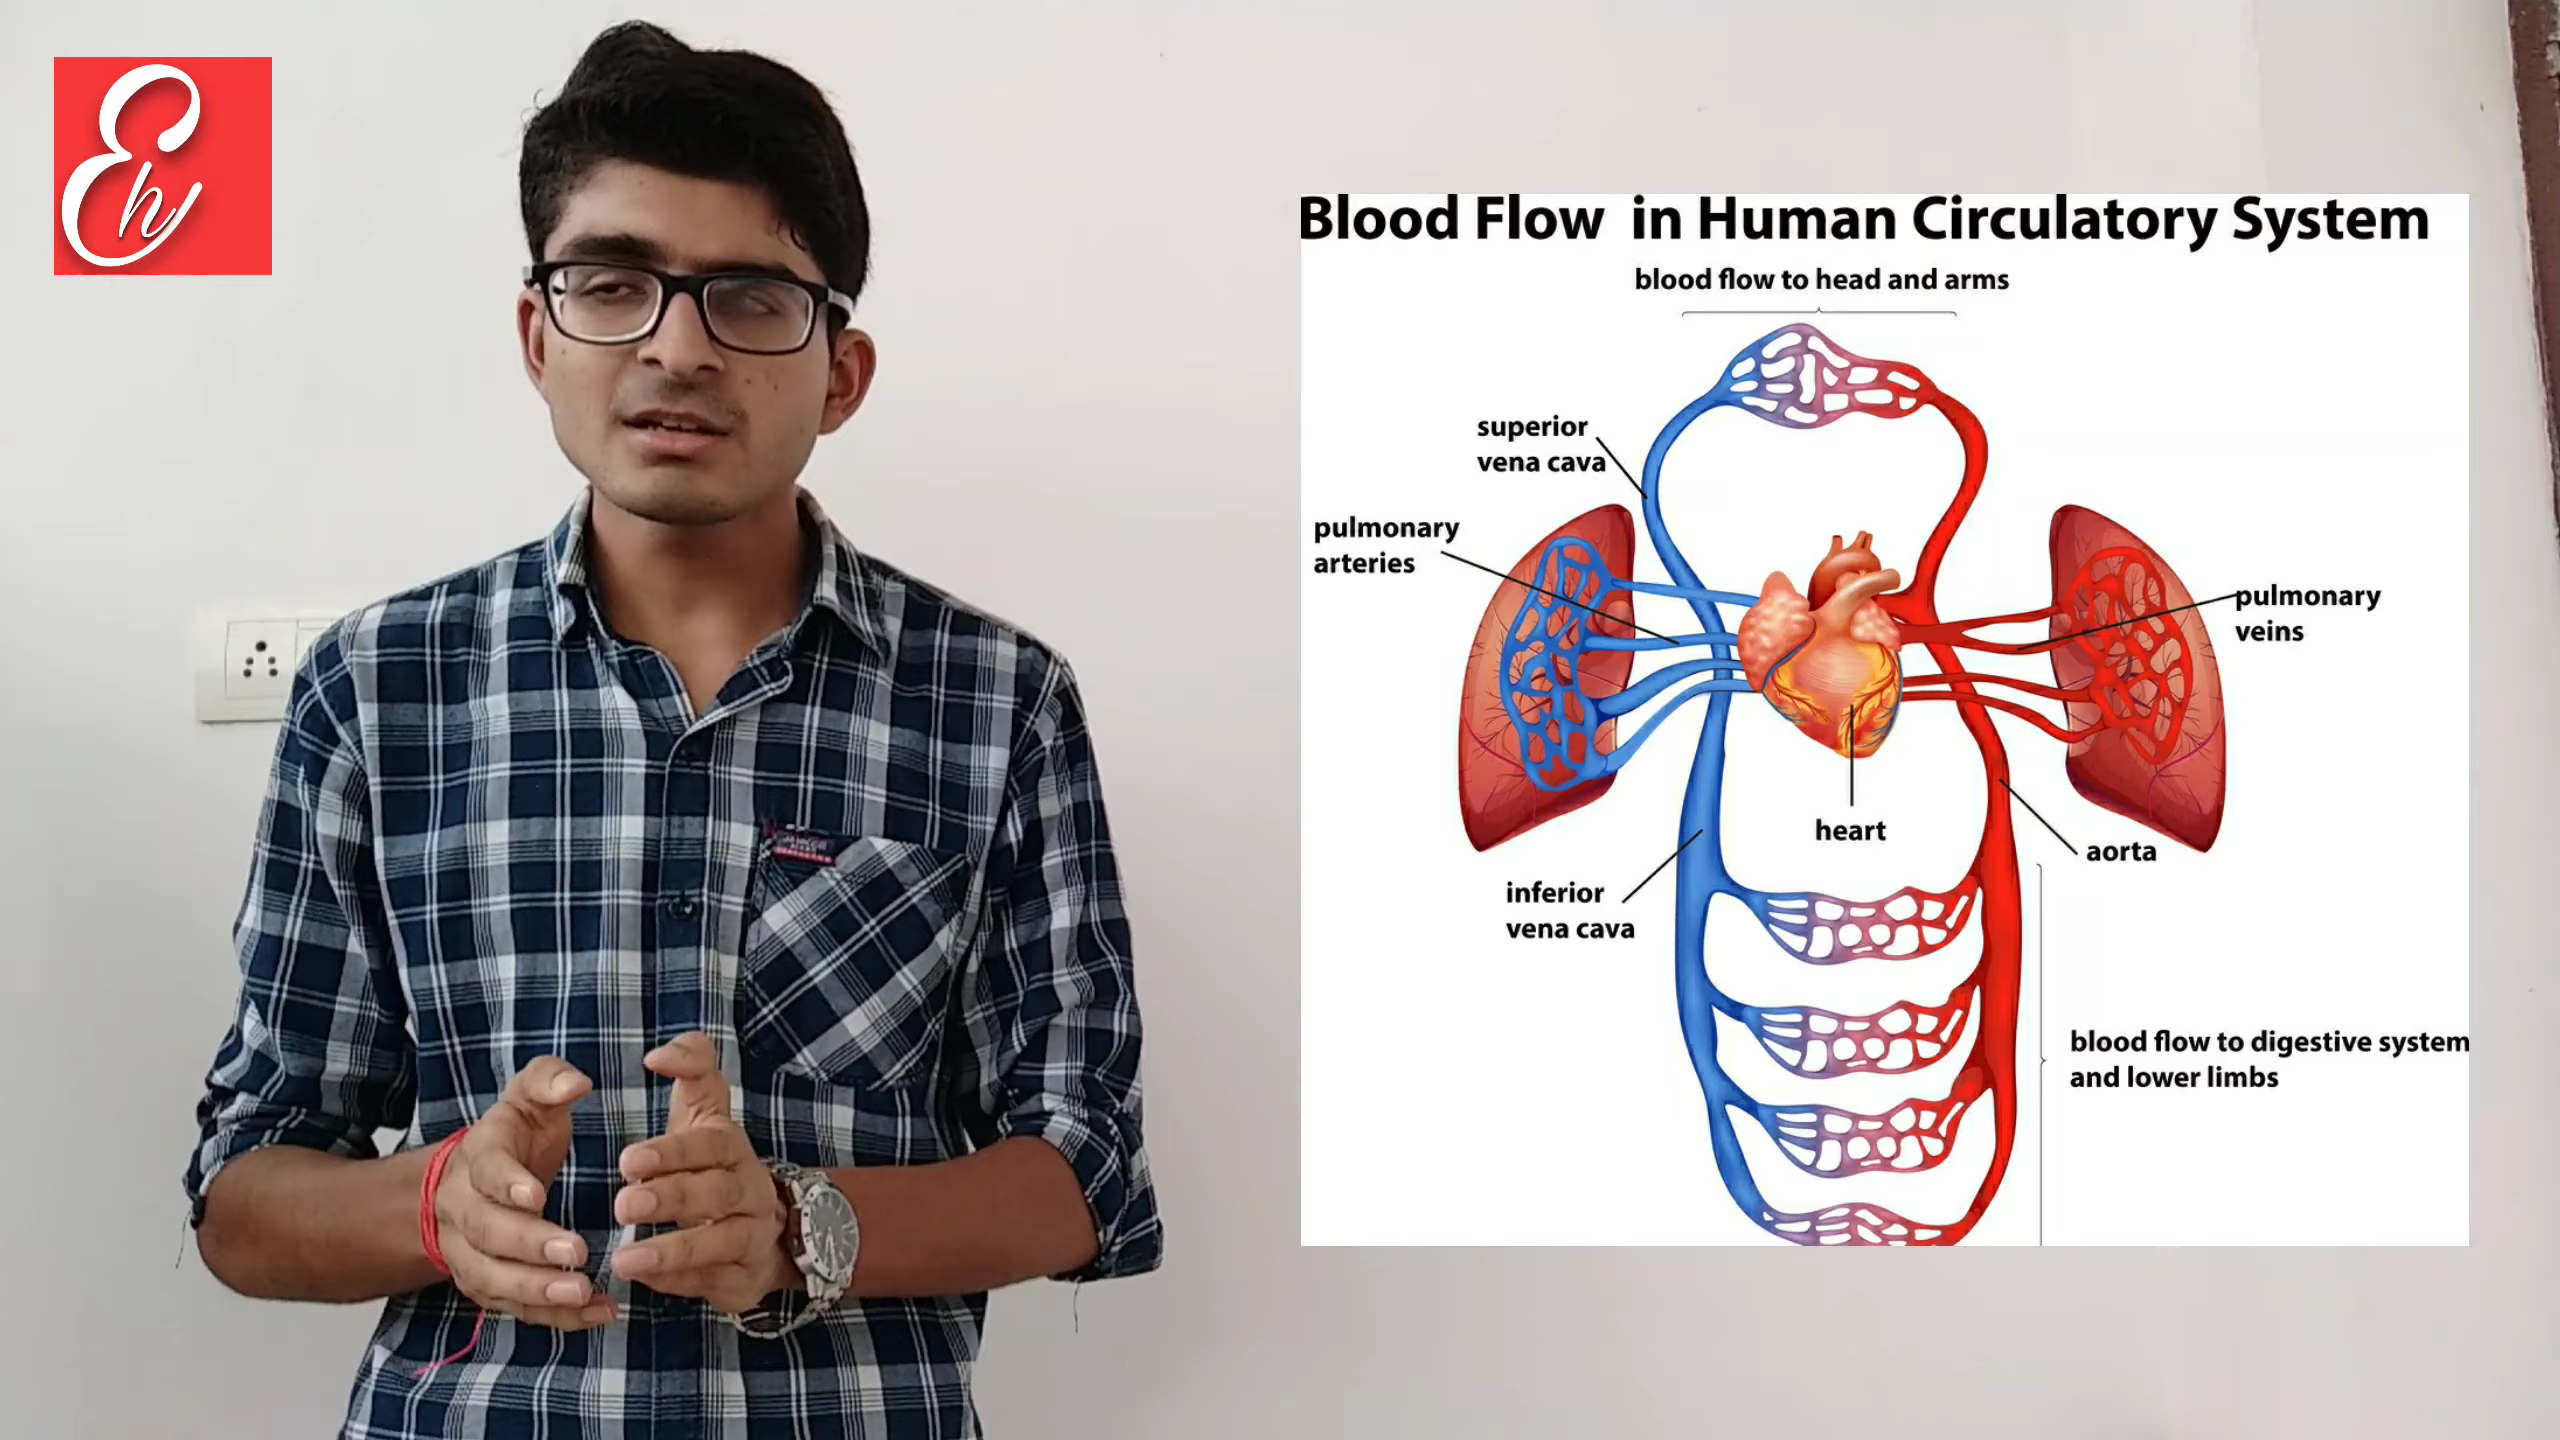 Eh
Blood Flow in Human Circulatory System
blood flow to head and arms
superior
vena cava
pulmonary
arteries
pulmonary
veins
heart
aorta
inferior
vena cava
blood flow to digestive system
and lower limbs